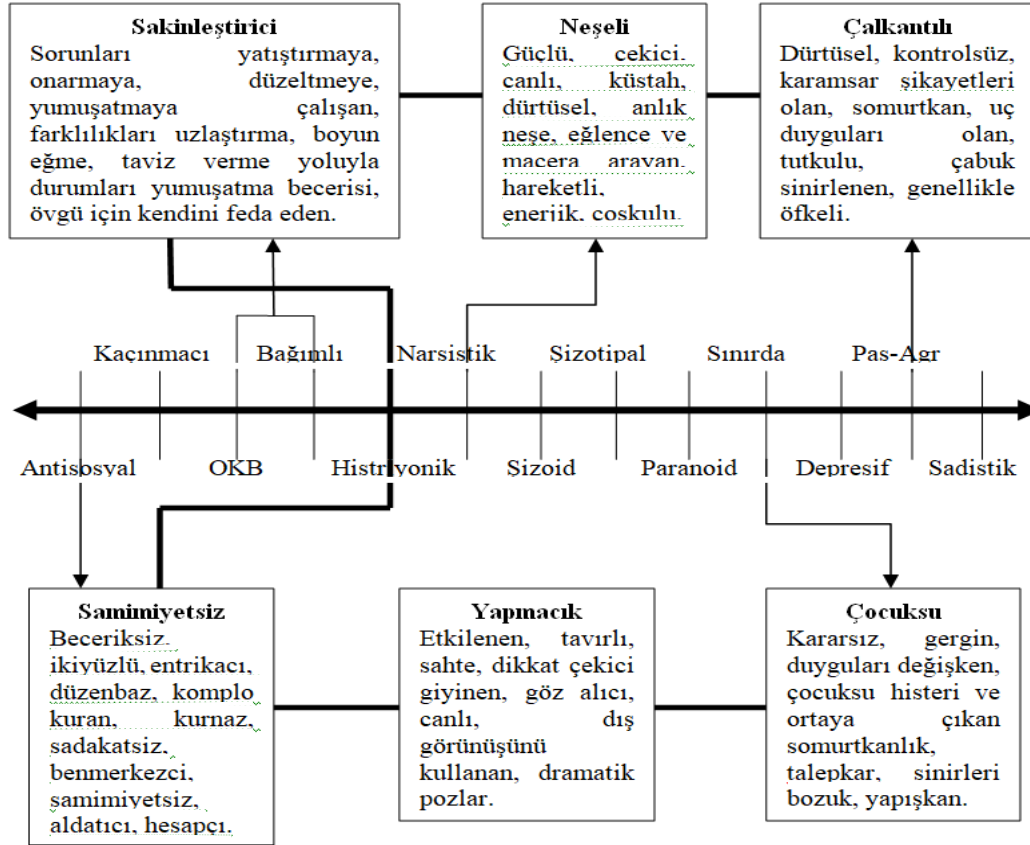 Sakinleştirici
Sorunları yatıştırmaya,
onarmaya, düzeltmeye,
yumuşatmaya çalışan,
farklılıkları uzlaştırma, boyun
eğme, taviz verme yoluyla
durumları yumuşatma becerisi,
övgü için kendini feda eden.
Neşeli
Güçlü, çekici,
canlı, küstah,
dürtüsel, anlık
neşe, eğlence ve
macera arayan,
hareketli,
enerjik, coşkulu.
Çalkantılı
Dürtüsel, kontrolsüz,
karamsar şikayetleri
olan, somurtkan, uç
duyguları olan,
tutkulu, çabuk
sinirlenen, genellikle
öfkeli.
Kaçınmacı Bağımlı Narsistik Şizotipal Sınırda Pas-Agr
Antisosyal OKB Histriyonik Şizoid Paranoid Depresif Sadistik
Samimiyetsiz
Beceriksiz,
ikiyüzlü, entrikacı,
düzenbaz, komplo
kuran, kurnaz,
sadakatsiz,
benmerkezci,
samimiyetsiz,
aldatıcı, hesapçı.
Yapmacık
Etkilenen, tavırlı,
sahte, dikkat çekici
giyinen, göz alıcı,
canlı, dış
görünüşünü
kullanan, dramatik
pozlar.
Çocuksu
Kararsız, gergin,
duyguları değişken,
çocuksu histeri ve
ortaya çıkan
somurtkanlık,
talepkar, sinirleri
bozuk, yapışkan.